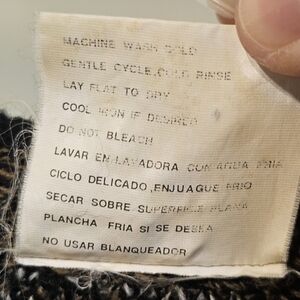 MACHINE WASH COLD
GENTLE CYCLE,COLD RINSE
LAY FLAT TO DRY
COOL IRON IF DESIRED
DO NOT BLEACH
LAVAR EN LAVADORA CON AGUA FRIA
CICLO DELICADO,ENJUAGUE FRIO
SECAR SOBRE SUPERFICIE PLANA
PLANCHA FRIA SI SE DESEA
NO USAR BLANQUEADOR